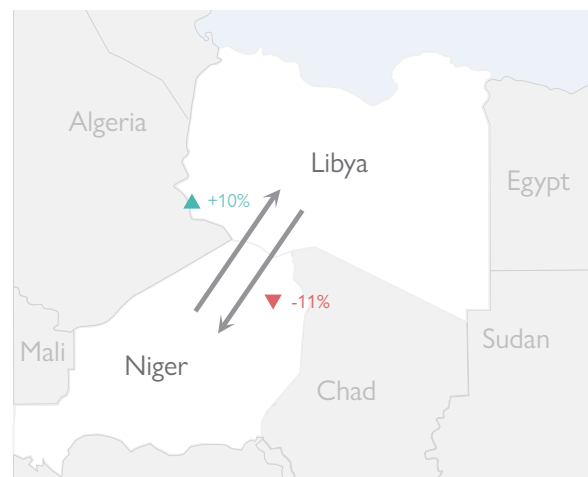 Algeria
Libya
Egypt
▲ +10%
▼ -11%
Sudan
Mali
Niger
Chad